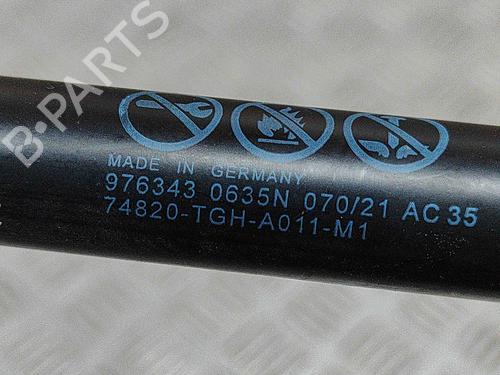 B-PARTS
MADE IN GERMANY
976343 0635N 070/21 AC 35
74820-TGH-A011-M1